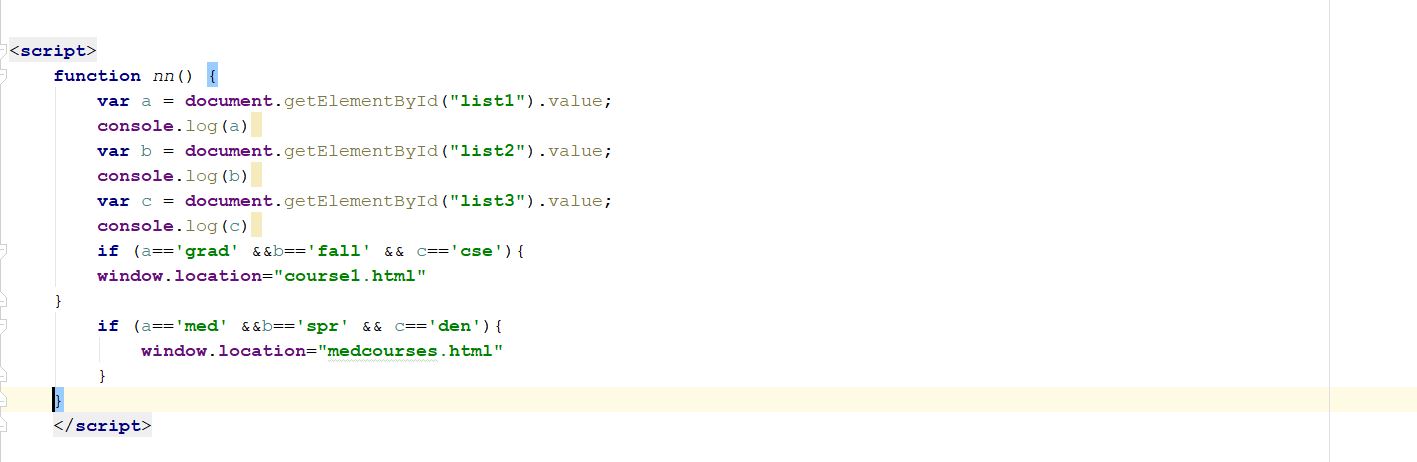 <script>
function nn() {
var a = document.getElementById("list1").value;
console.log(a)
var b = document.getElementById("list2").value;
console.log(b)
var c = document.getElementById("list3").value;
console.log(c)
if (a=='grad' &&b=='fall' && c=='cse'){
window.location="course1.html"
}
if (a=='med' &&b=='spr' && c=='den'){
window.location="medcourses.html"
}
}
</script>